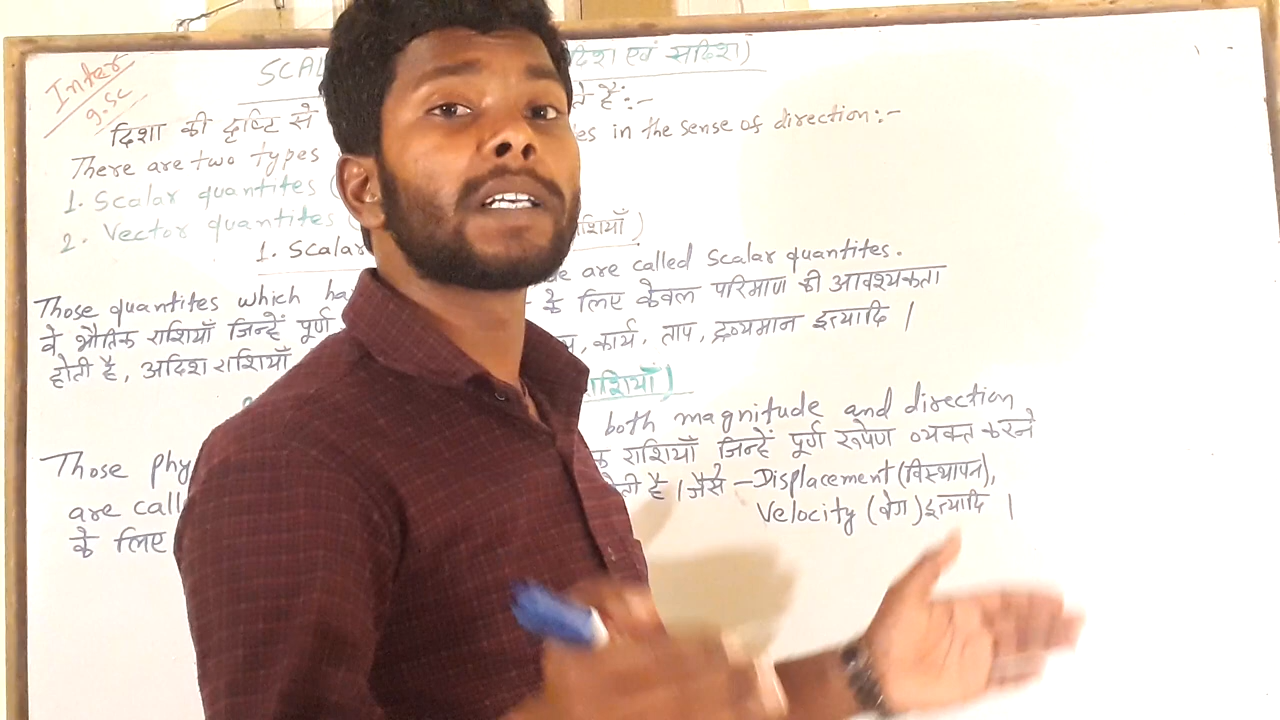 Inter
I.SC
SCAL दिश एवं सदिश)
दिशा की दृष्टि से ते हैं:-
There are two types es in the sense of direction:-
1. Scalar quantites (
2. Vector quantites (
1. Scalar ाशियाँ)
Those quantites which ha de are called Scalar quantites.
वे भौतिक राशियाँ जिन्हें पूर्ण के लिए केवल परिमाण की आवश्यकता
होती है, अदिश राशियाँ , कार्य, ताप, द्रव्यमान इत्यादि |
राशियाँ)
Those phy both magnitude and direction
are call क राशियाँ जिन्हें पूर्ण रूपेण व्यक्त करने
के लिए ोती है । जैसे - Displacement (विस्थापन),
Velocity (वेग) इत्यादि |